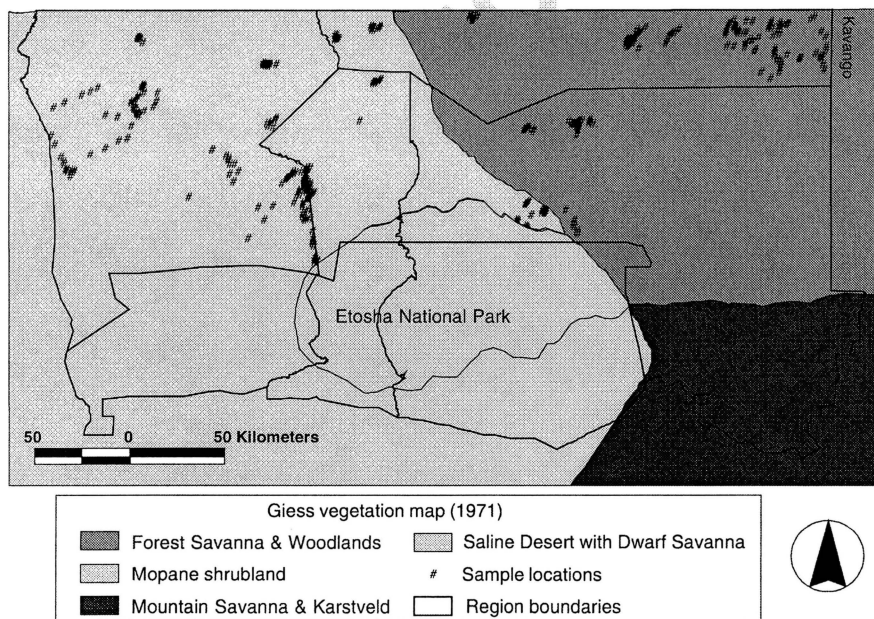 Kavango
Etosha National Park
50 0 50 Kilometers
Giess vegetation map (1971)
Forest Savanna & Woodlands
Saline Desert with Dwarf Savanna
Mopane shrubland
# Sample locations
Mountain Savanna & Karstveld
Region boundaries